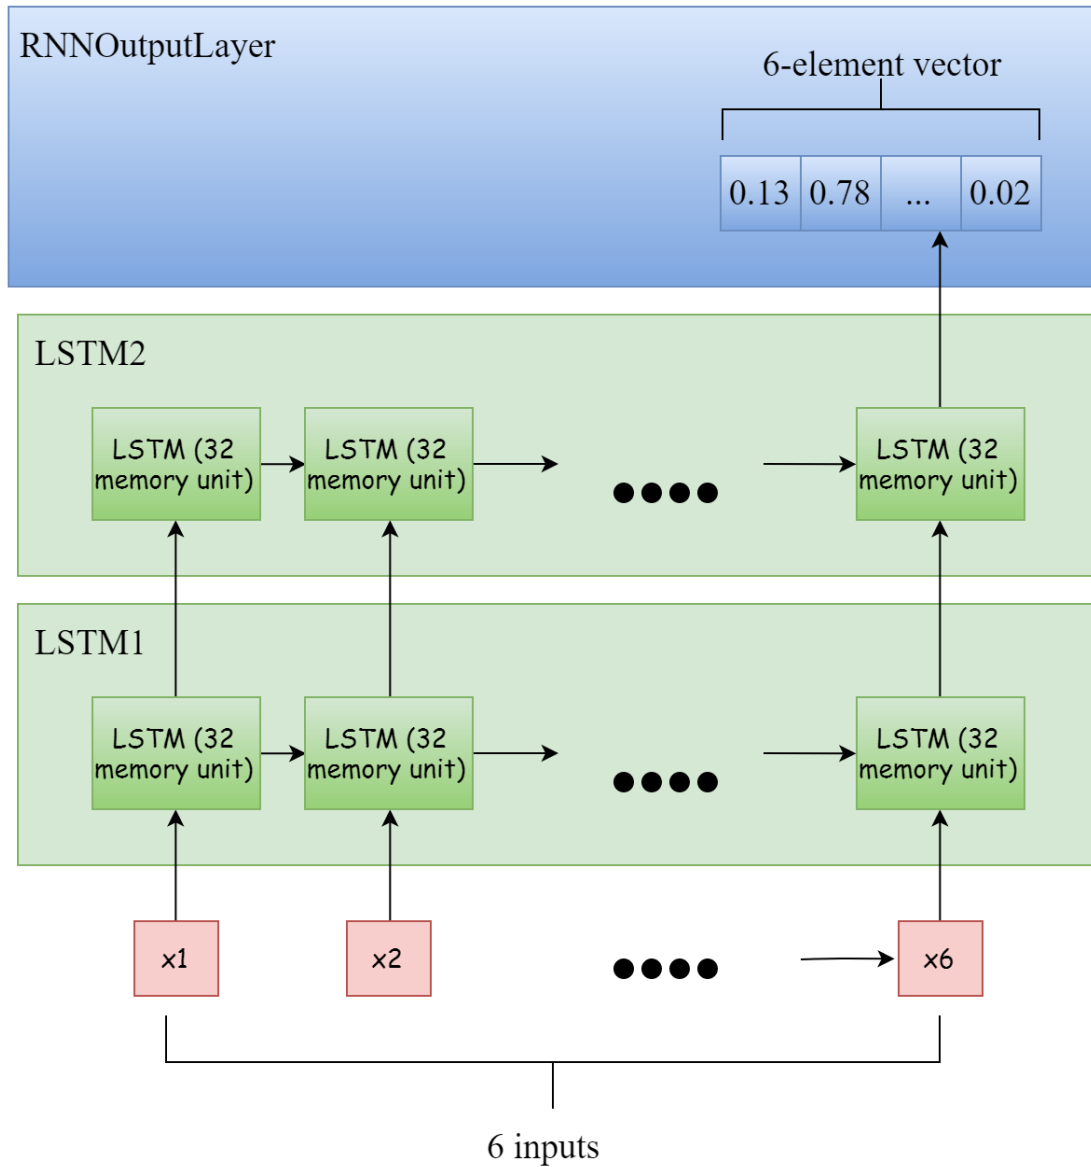 RNNOutputLayer
6-element vector
0.13 0.78 ... 0.02
LSTM2
LSTM (32
memory unit)
LSTM (32
memory unit)
LSTM (32
memory unit)
LSTM1
LSTM (32
memory unit)
LSTM (32
memory unit)
LSTM (32
memory unit)
x1 x2 x6
6 inputs